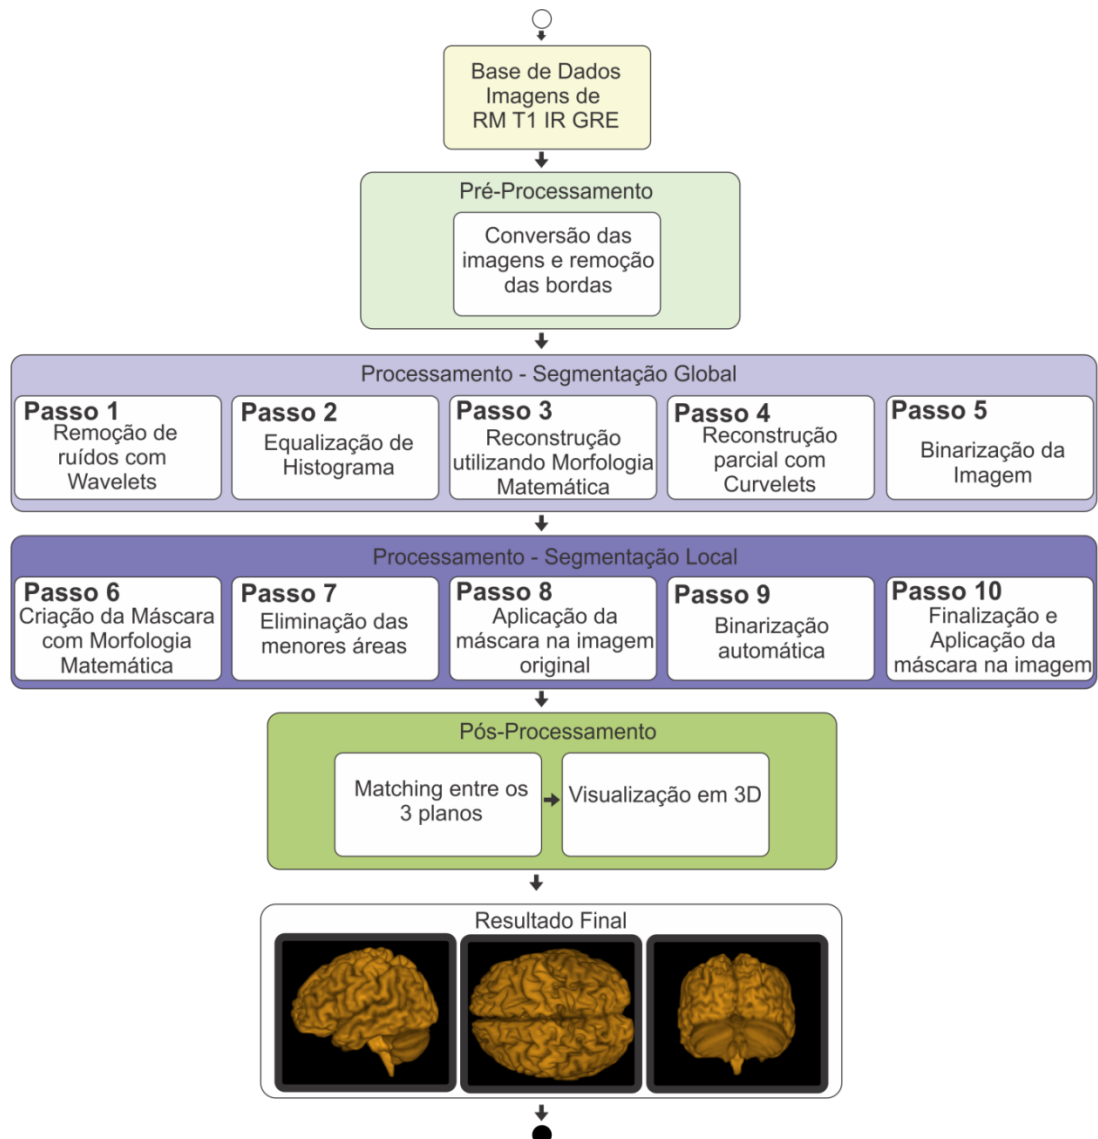 Base de Dados
Imagens de
RM T1 IR GRE
Pré-Processamento
Conversão das
imagens e remoção
das bordas
Processamento - Segmentação Global
Passo 1
Remoção de
ruídos com
Wavelets
Passo 2
Equalização de
Histograma
Passo 3
Reconstrução
utilizando Morfologia
Matemática
Passo 4
Reconstrução
parcial com
Curvelets
Passo 5
Binarização da
Imagem
Processamento - Segmentação Local
Passo 6
Criação da Máscara
com Morfologia
Matemática
Passo 7
Eliminação das
menores áreas
Passo 8
Aplicação da
máscara na imagem
original
Passo 9
Binarização
automática
Passo 10
Finalização e
Aplicação da
máscara na imagem
Pós-Processamento
Matching entre os
3 planos
Visualização em 3D
Resultado Final